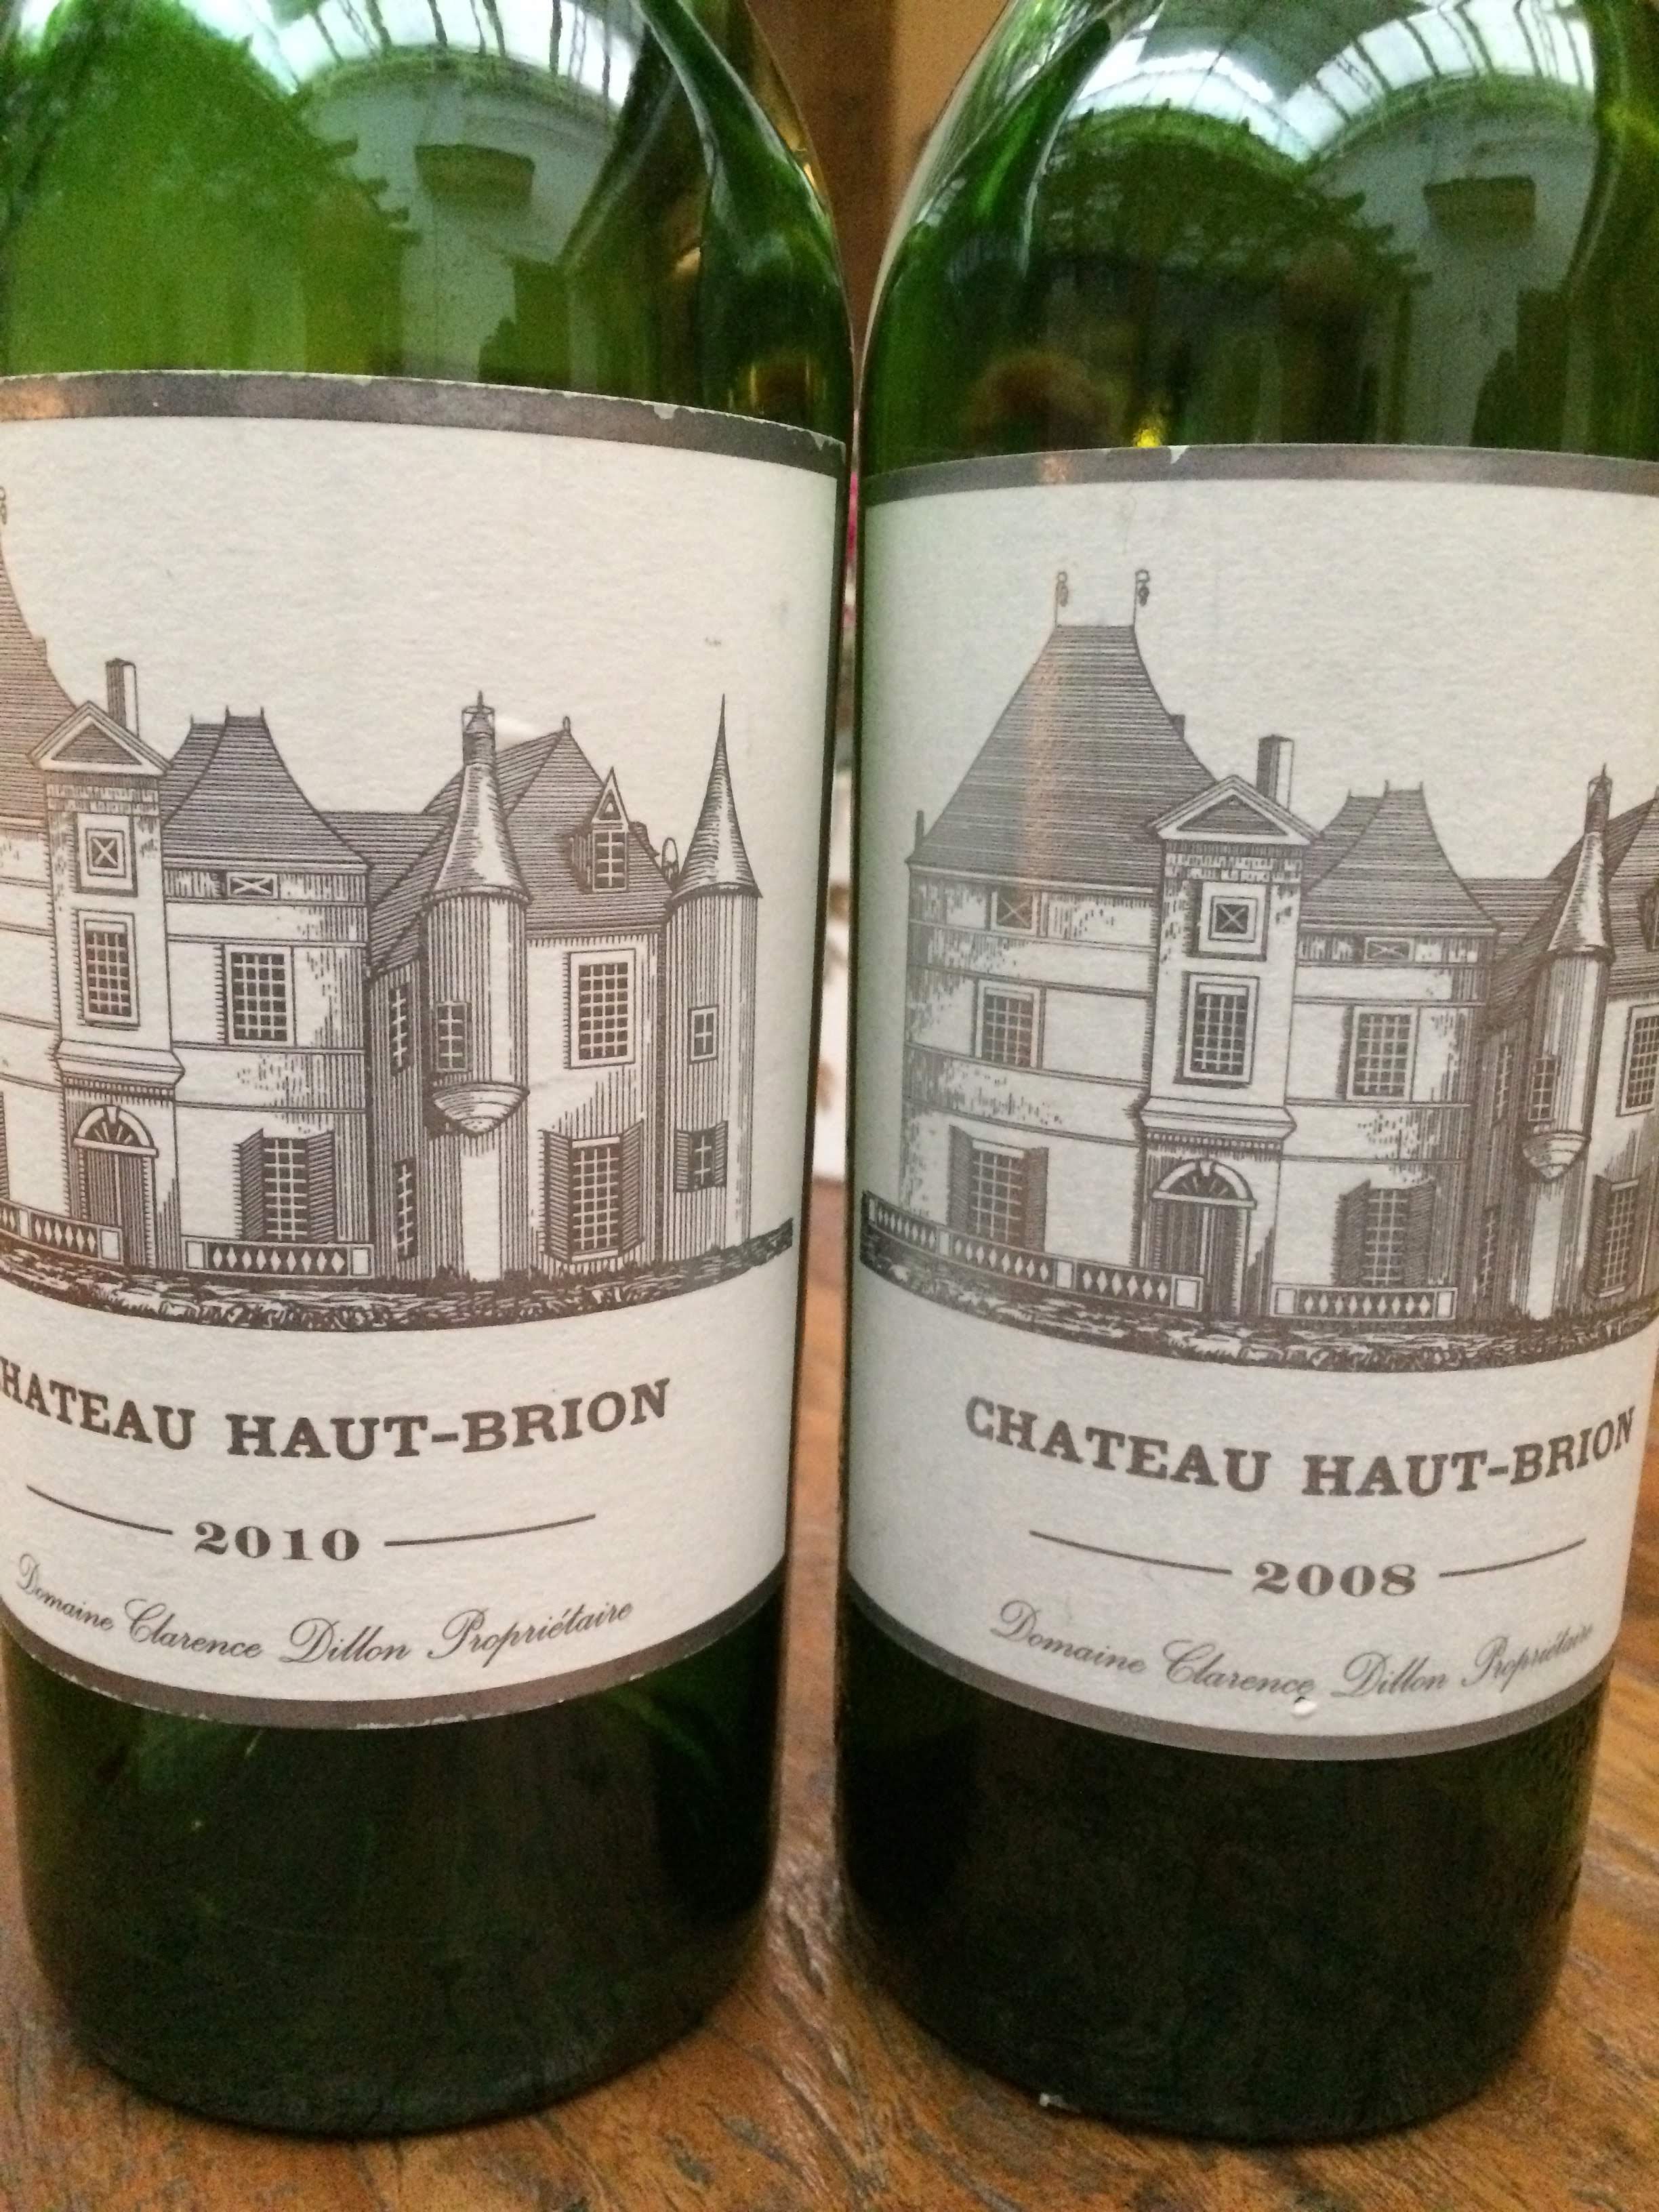 HATEAU HAUT-BRION
2010
Domaine Clarence Dillon Propriétaire
CHATEAU HAUT-BRION
2008
Domaine Clarence Dillon Propriétaire